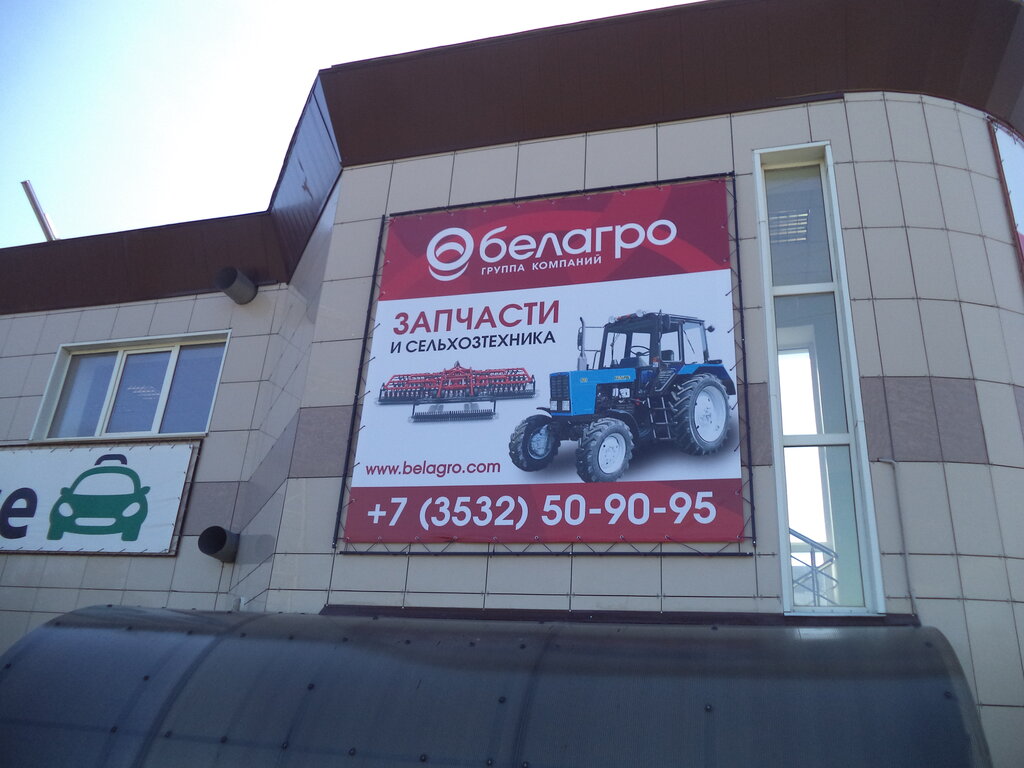 белагро
ГРУППА КОМПАНИЙ
ЗАПЧАСТИ
И СЕЛЬХОЗТЕХНИКА
www.belagro.com
+7 (3532) 50-90-95